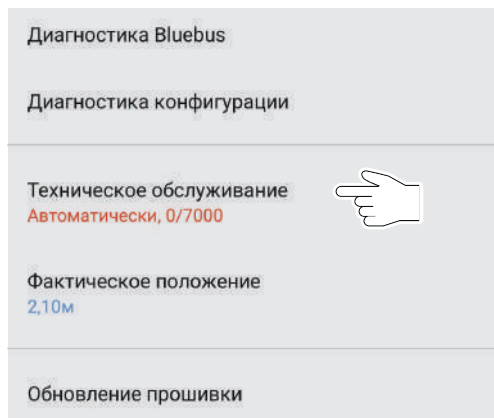 Диагностика Bluebus
Диагностика конфигурации
Техническое обслуживание
Автоматически, 0/7000
Фактическое положение
2,10м
Обновление прошивки